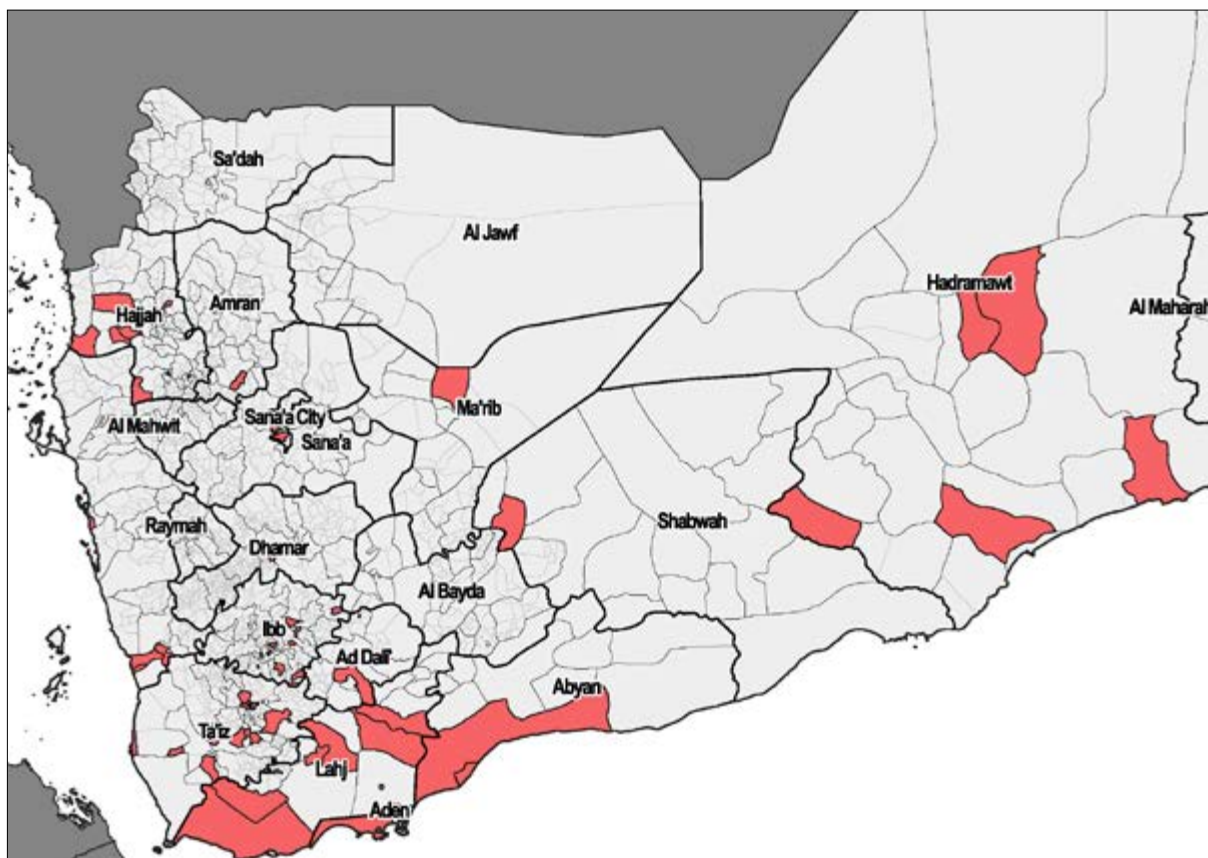 Sa'dah
Al Jawf
Hajjah
Amran
Hadramawt
Al Maharah
Ma'rib
Sana'a City
Al Mahwit
Sana'a
Raymah
Shabwah
Dhamar
Al Bayda
Ibb
Ad Dali'
Abyan
Ta'iz
Lahj
Aden